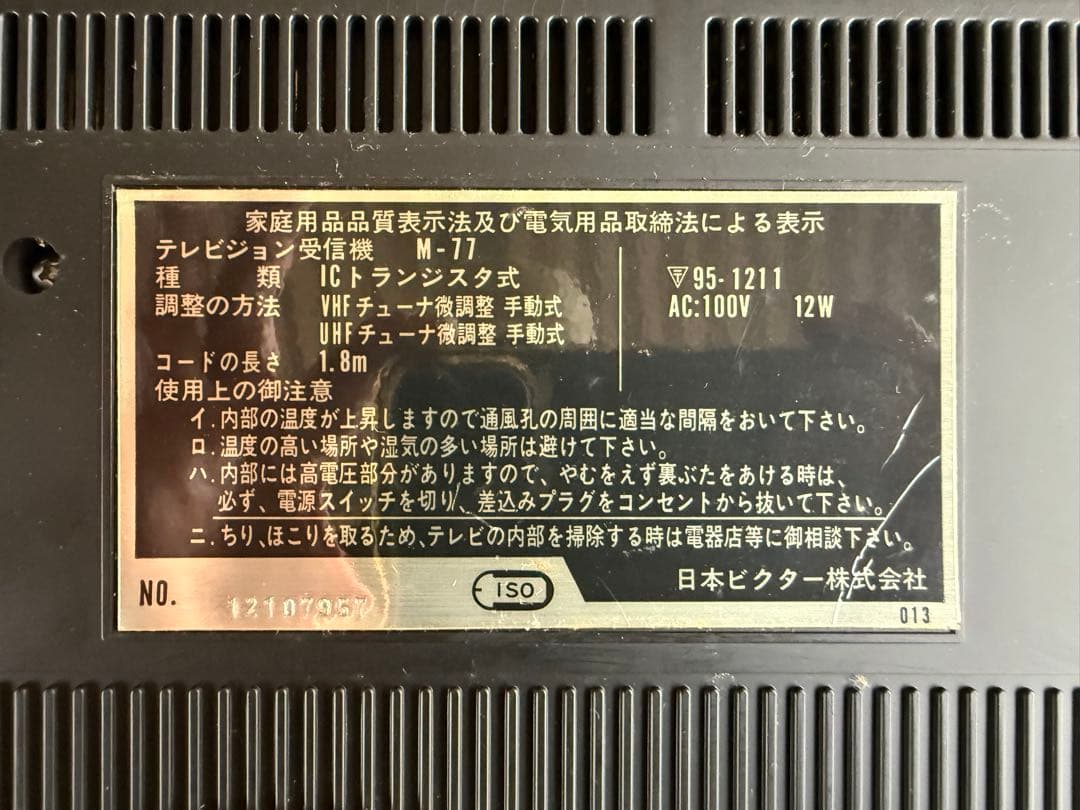 家庭用品品質表示法及び電気用品取締法による表示
テレビジョン受信機 M-77
種 類 ICトランジスタ式
〒95-1211
調整の方法 VHFチューナ微調整 手動式
AC:100V 12W
UHFチューナ微調整 手動式
コードの長さ 1.8m
使用上の御注意
イ.内部の温度が上昇しますので通風孔の周囲に適当な間隔をおいて下さい。
ロ.温度の高い場所や湿気の多い場所は避けて下さい。
ハ.内部には高電圧部分がありますので、やむをえず裏ぶたをあける時は、
必ず、電源スイッチを切り、差込みプラグをコンセントから抜いて下さい。
ニ.ちり、ほこりを取るため、テレビの内部を掃除する時は電器店等に御相談下さい。
日本ビクター株式会社
NO. 12107957
ISO
013